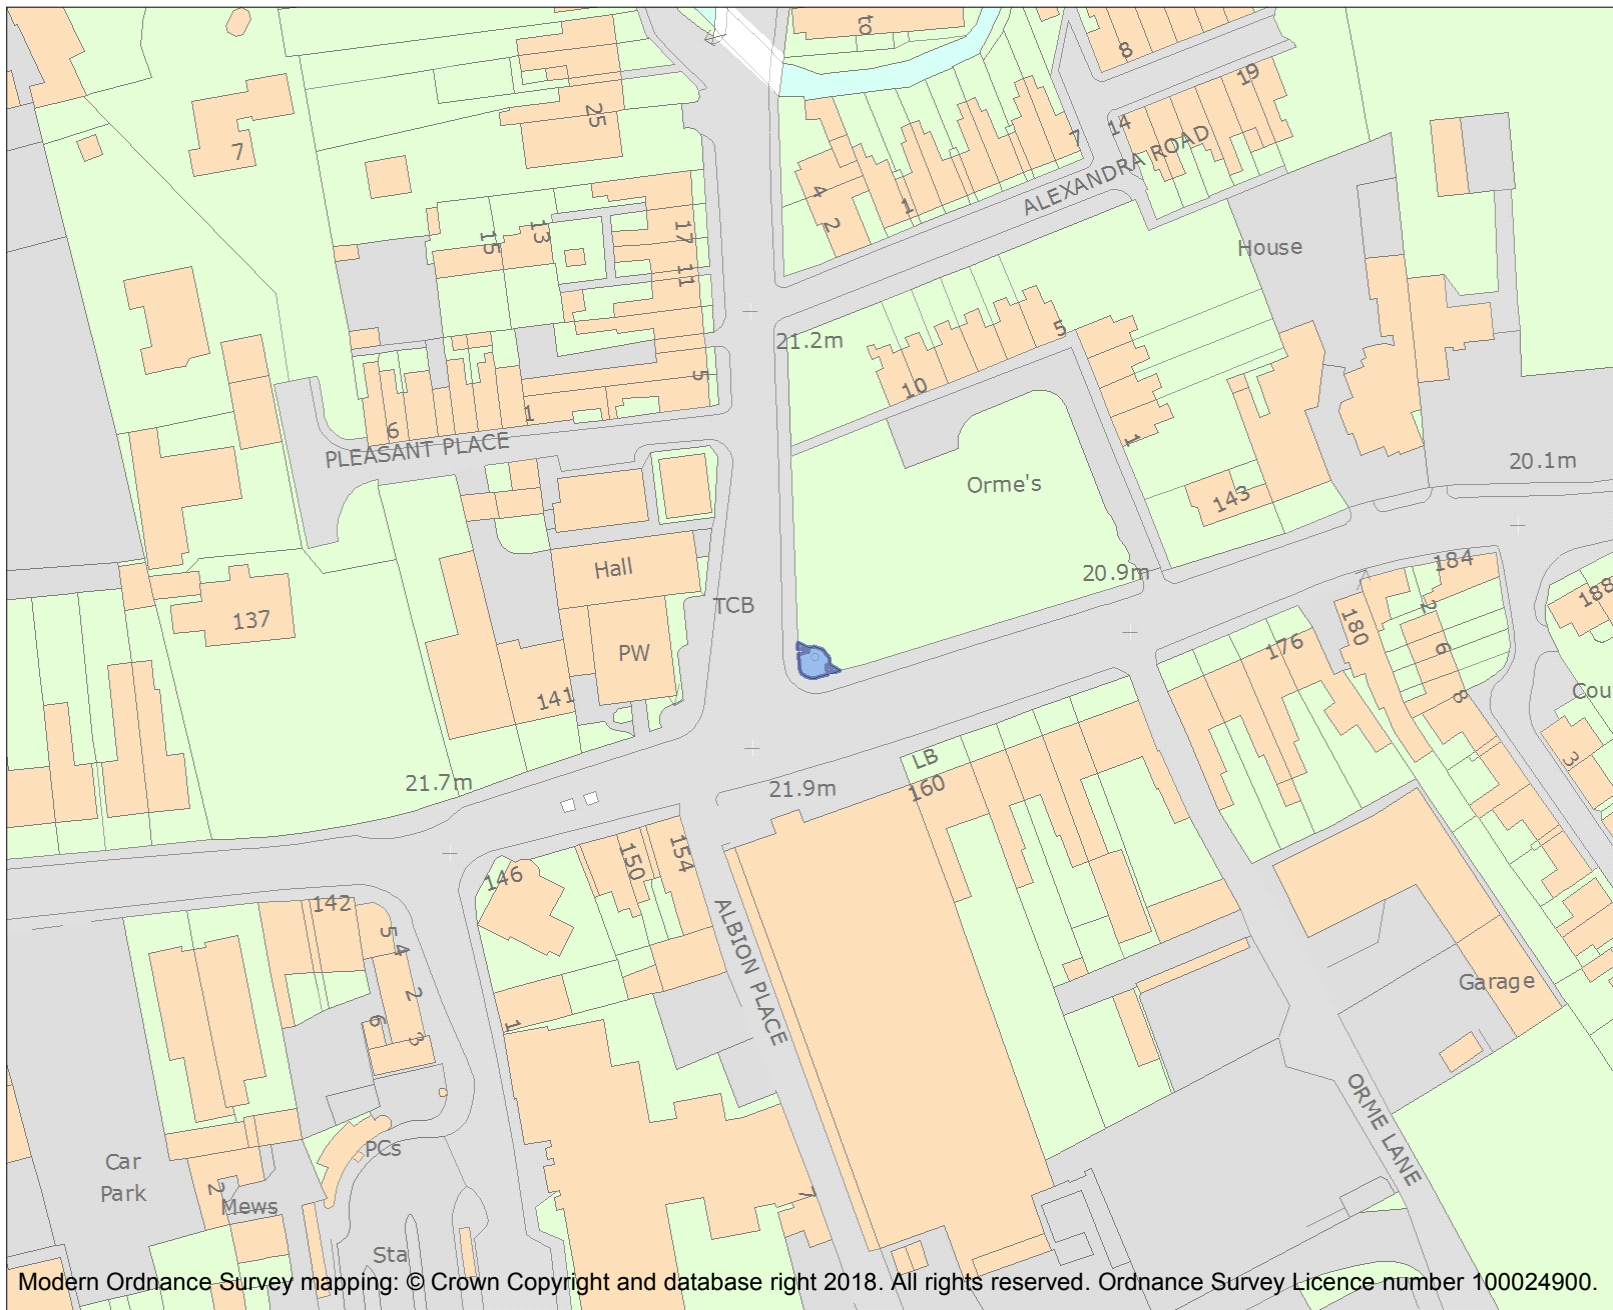 to
8
19
25
7
14
7
ALEXANDRA ROAD
4
2
1
15
13
17
11
House
21.2m
5
5
10
1
6
1
PLEASANT PLACE
Orme's
143
20.1m
Hall
TCB
20.9m
184
188
137
PW
141
180
2
6
176
8
Cou
3
21.7m
LB
21.9m
160
146
150
154
142
5
4
2
6
3
1
ALBION PLACE
Garage
ORME LANE
PCs
Car
Park
2
Mews
7
Sta
Modern Ordnance Survey mapping: © Crown Copyright and database right 2018. All rights reserved. Ordnance Survey Licence number 100024900.